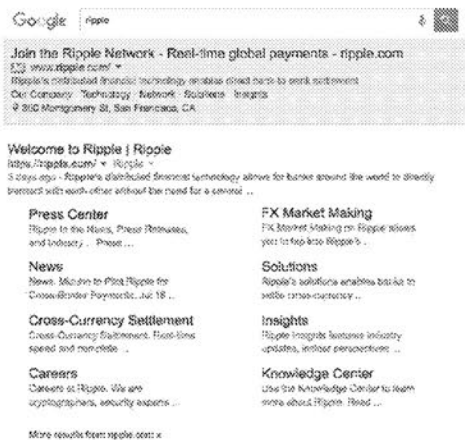 Google ripple
Join the Ripple Network - Real-time global payments - ripple.com
www.ripple.com/
Ripple's distributed financial technology enables direct bank-to-bank settlement
Our Company Technology Network Solutions Insights
Montgomery St, San Francisco, CA
Welcome to Ripple | Ripple
https://ripple.com/ Ripple
3 days ago - Ripple's distributed financial technology allows for banks around the world to directly
transact with each other without the need for a central ...
Press Center
Ripple in the News, Press Releases,
and Industry ... Press ...
FX Market Making
FX Market Making on Ripple allows
you to tap into Ripple's ...
News
News. to Pilot Ripple for
Cross-Border Payments. Jul 18 ...
Solutions
Ripple's solutions enables banks to
settle cross-currency ...
Cross-Currency Settlement
Cross-Currency Settlement. Real-time
speed and complete ...
Insights
Ripple Insights features industry
updates, insider perspectives ...
Careers
Careers at Ripple. We are
cryptographers, security experts ...
Knowledge Center
Use the Knowledge Center to learn
more about Ripple. Read ...
More results from ripple.com »